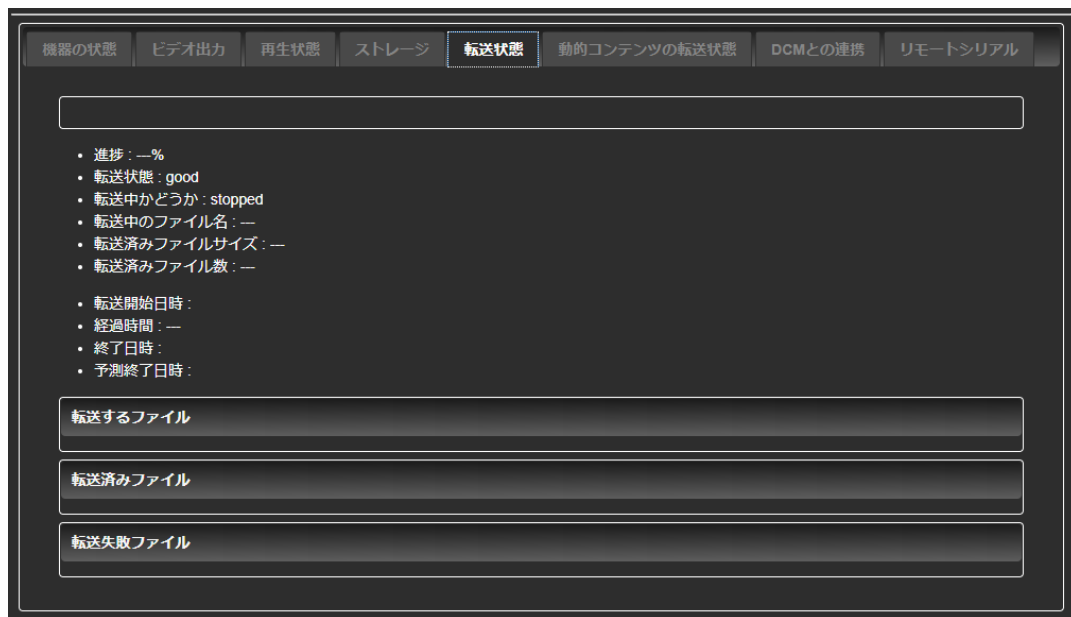 機器の状態 ビデオ出力 再生状態 ストレージ 転送状態 動的コンテンツの転送状態 DCMとの連携 リモートシリアル
• 進捗 : ---%
• 転送状態 : good
• 転送中かどうか : stopped
• 転送中のファイル名 : ---
• 転送済みファイルサイズ : ---
• 転送済みファイル数 : ---
• 転送開始日時 :
• 経過時間 : ---
• 終了日時 :
• 予測終了日時 :
転送するファイル
転送済みファイル
転送失敗ファイル